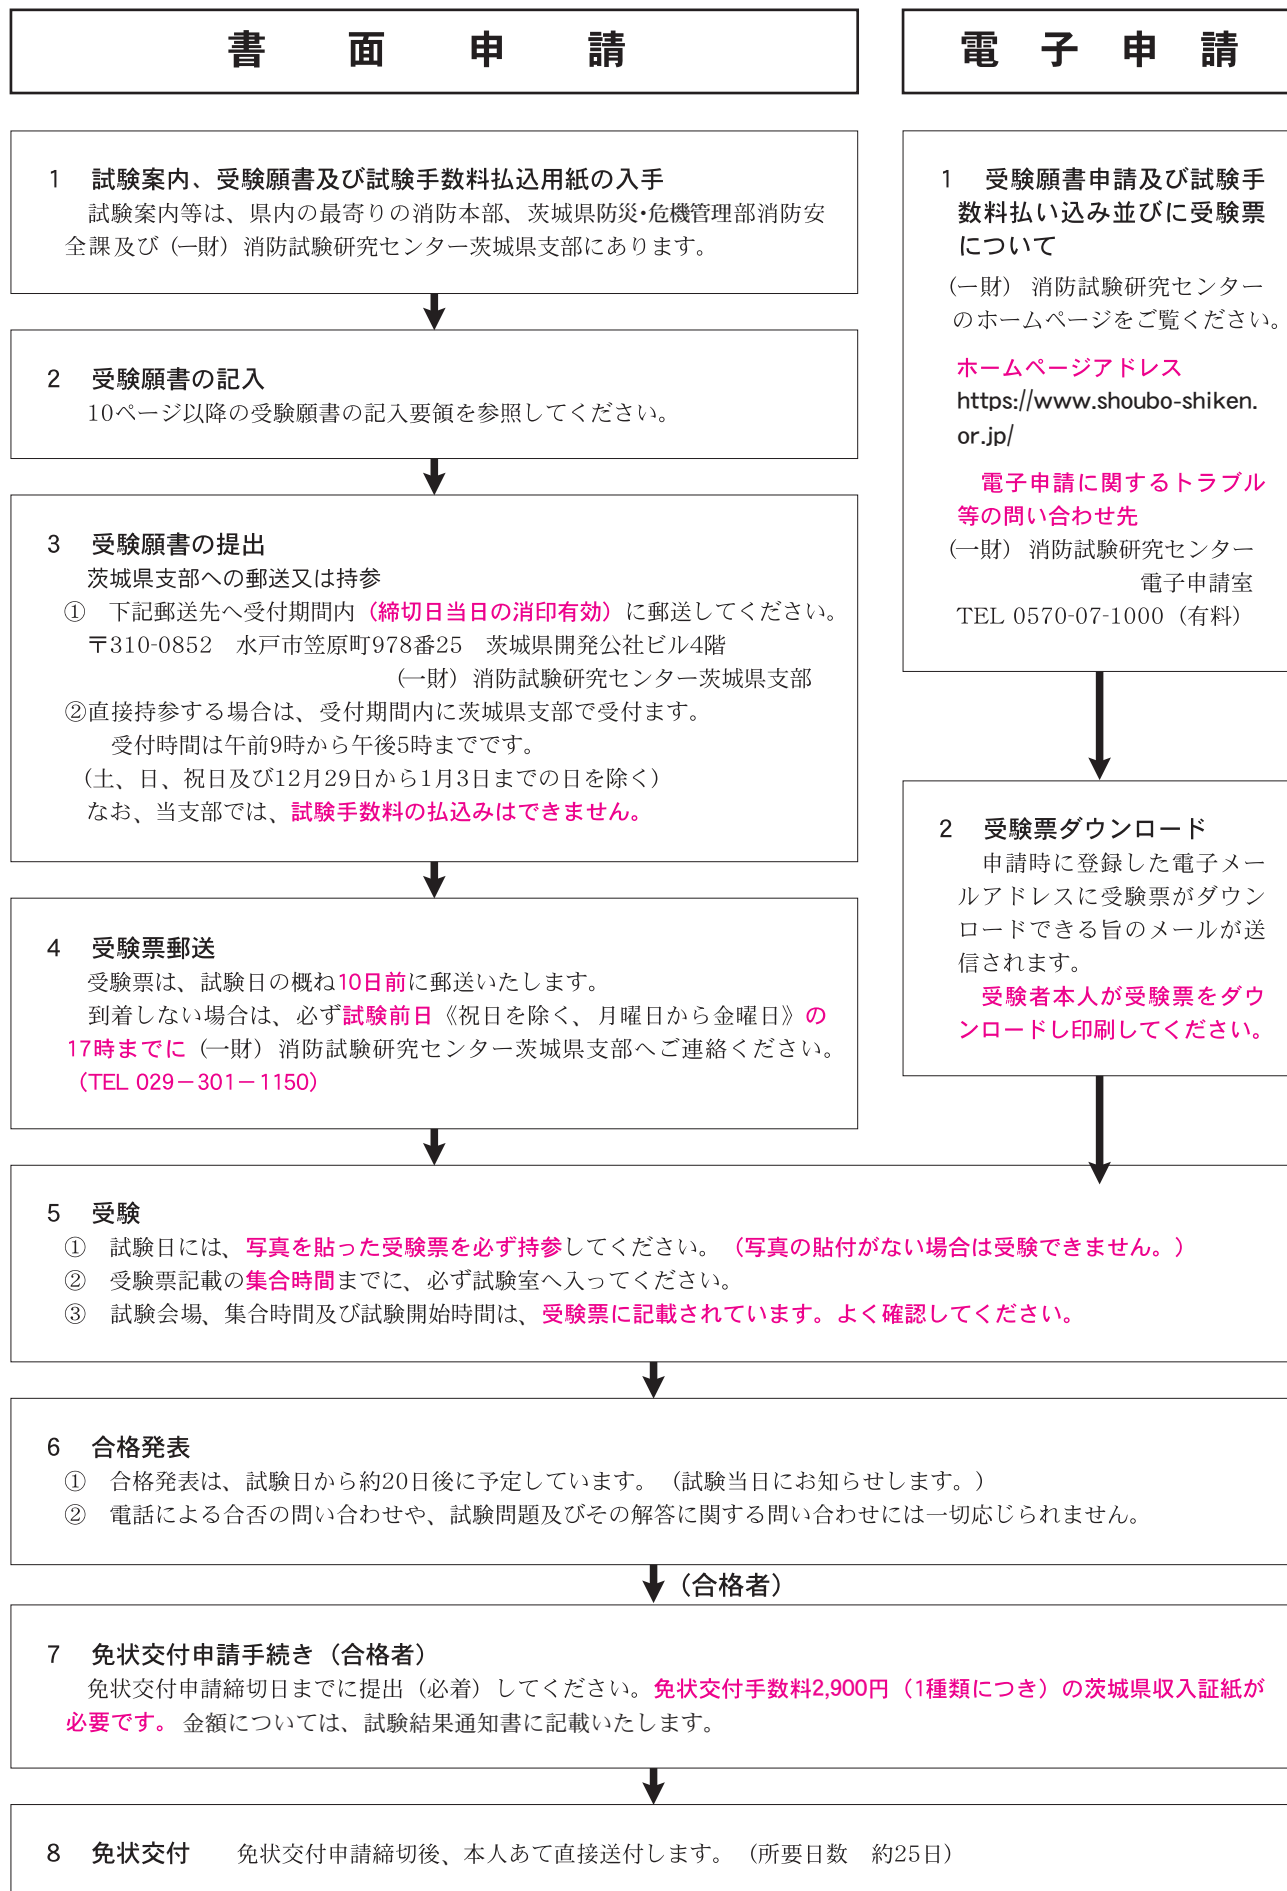 書面申請
1 試験案内、受験願書及び試験手数料払込用紙の入手
試験案内等は、県内の最寄りの消防本部、茨城県防災・危機管理部消防安
全課及び（一財）消防試験研究センター茨城県支部にあります。
2 受験願書の記入
10ページ以降の受験願書の記入要領を参照してください。
3 受験願書の提出
茨城県支部への郵送又は持参
① 下記郵送先へ受付期間内（締切日当日の消印有効）に郵送してください。
〒310-0852 水戸市笠原町978番25 茨城県開発公社ビル4階
（一財）消防試験研究センター茨城県支部
②直接持参する場合は、受付期間内に茨城県支部で受付ます。
受付時間は午前9時から午後5時までです。
（土、日、祝日及び12月29日から1月3日までの日を除く）
なお、当支部では、試験手数料の払込みはできません。
4 受験票郵送
受験票は、試験日の概ね10日前に郵送いたします。
到着しない場合は、必ず試験前日《祝日を除く、月曜日から金曜日》の
17時までに（一財）消防試験研究センター茨城県支部へご連絡ください。
（TEL 029－301－1150）
電子申請
1 受験願書申請及び試験手
数料払い込み並びに受験票
について
（一財） 消防試験研究センター
のホームページをご覧ください。
ホームページアドレス
https://www.shoubo-shiken.
or.jp/
電子申請に関するトラブル
等の問い合わせ先
（一財） 消防試験研究センター
電子申請室
TEL 0570-07-1000（有料）
2 受験票ダウンロード
申請時に登録した電子メー
ルアドレスに受験票がダウン
ロードできる旨のメールが送
信されます。
受験者本人が受験票をダウ
ンロードし印刷してください。
5 受験
① 試験日には、写真を貼った受験票を必ず持参してください。（写真の貼付がない場合は受験できません。）
② 受験票記載の集合時間までに、必ず試験室へ入ってください。
③ 試験会場、集合時間及び試験開始時間は、受験票に記載されています。よく確認してください。
6 合格発表
① 合格発表は、試験日から約20日後に予定しています。（試験当日にお知らせします。）
② 電話による合否の問い合わせや、試験問題及びその解答に関する問い合わせには一切応じられません。
（合格者）
7 免状交付申請手続き（合格者）
免状交付申請締切日までに提出（必着）してください。免状交付手数料2,900円（1種類につき）の茨城県収入証紙が
必要です。金額については、試験結果通知書に記載いたします。
8 免状交付 免状交付申請締切後、本人あて直接送付します。（所要日数 約25日）